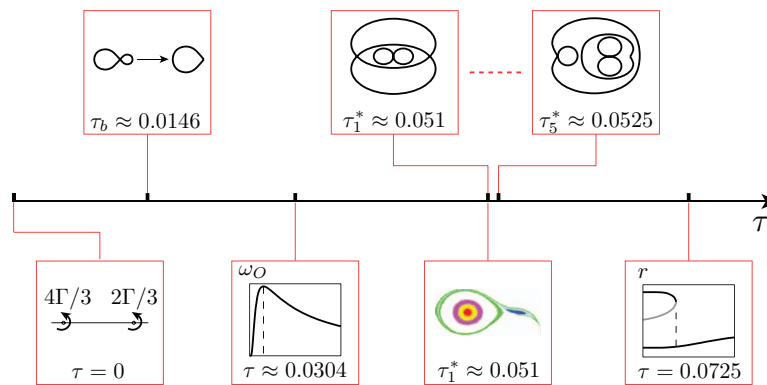 τ_b ≈ 0.0146
τ_1^* ≈ 0.051
τ_5^* ≈ 0.0525
τ
4Γ/3 2Γ/3
τ = 0
ω_O
τ ≈ 0.0304
τ_1^* ≈ 0.051
r
τ = 0.0725